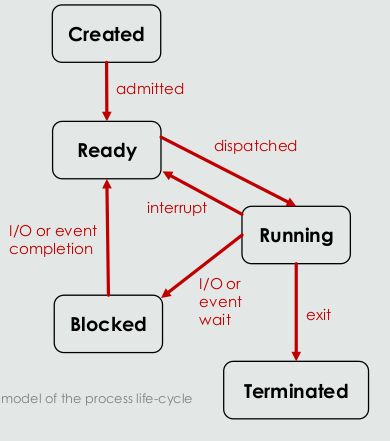 Created
admitted
Ready
dispatched
interrupt
I/O or event
completion
Running
I/O or
event
wait
Blocked
exit
Terminated
model of the process life-cycle